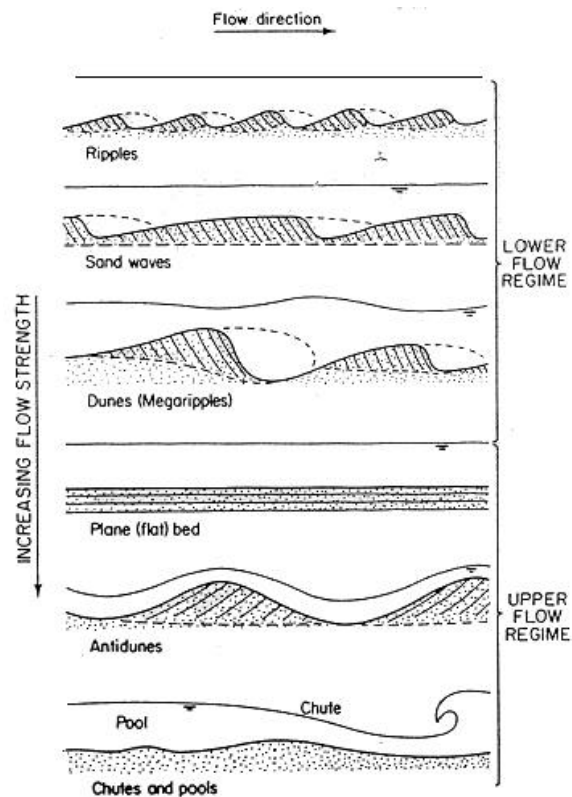 Flow direction
Ripples
Sand waves
LOWER
FLOW
REGIME
INCREASING FLOW STRENGTH
Dunes (Megaripples)
Plane (flat) bed
Antidunes
UPPER
FLOW
REGIME
Chute
Pool
Chutes and pools